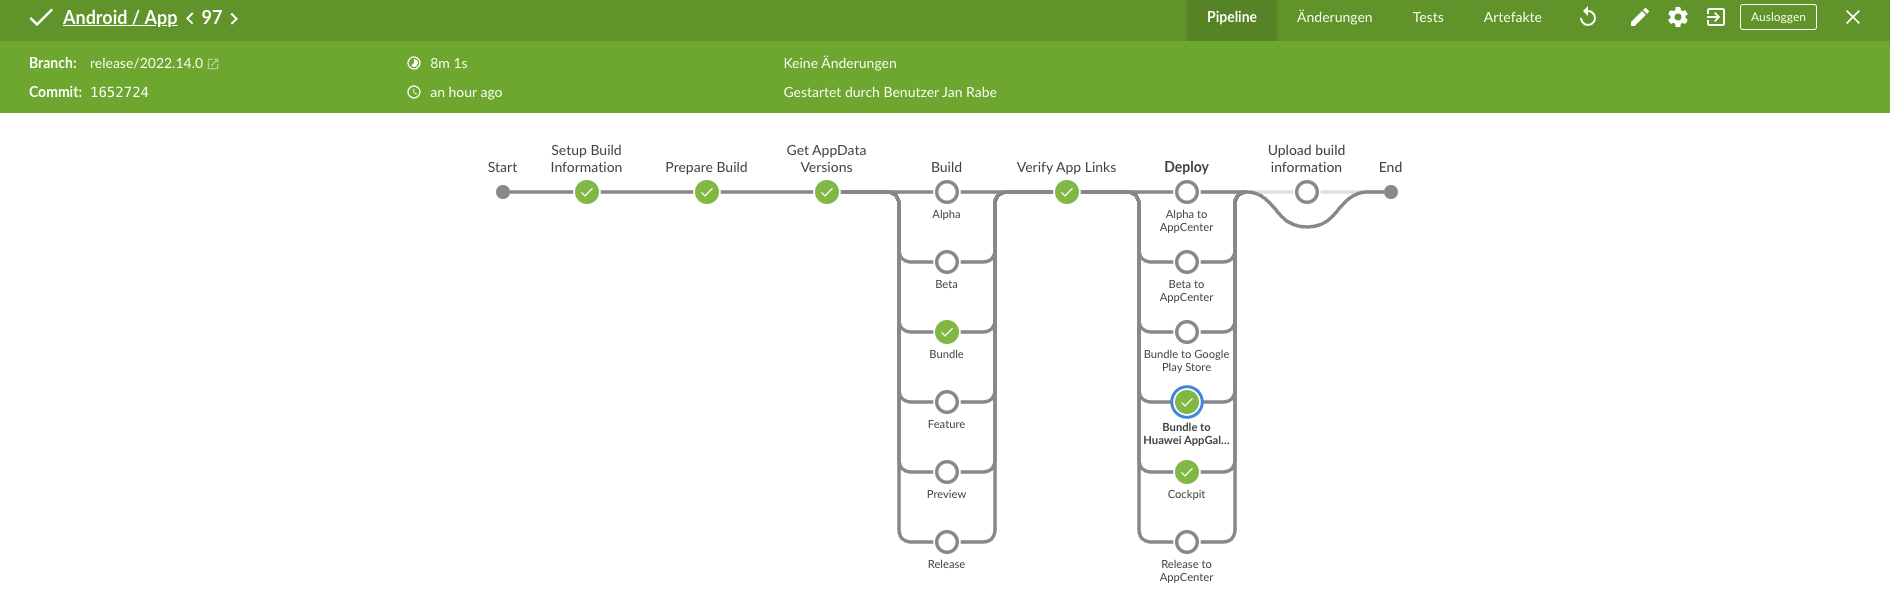 Android / App < 97 >
Pipeline Änderungen Tests Artefakte Ausloggen
Branch: release/2022.14.0 8m 1s Keine Änderungen
Commit: 1652724 an hour ago Gestartet durch Benutzer Jan Rabe
Start
Setup Build
Information
Prepare Build
Get AppData
Versions
Build
Verify App Links
Deploy
Upload build
information
End
Alpha
Beta
Bundle
Feature
Preview
Release
Alpha to
AppCenter
Beta to
AppCenter
Bundle to Google
Play Store
Bundle to
Huawei AppGal...
Cockpit
Release to
AppCenter